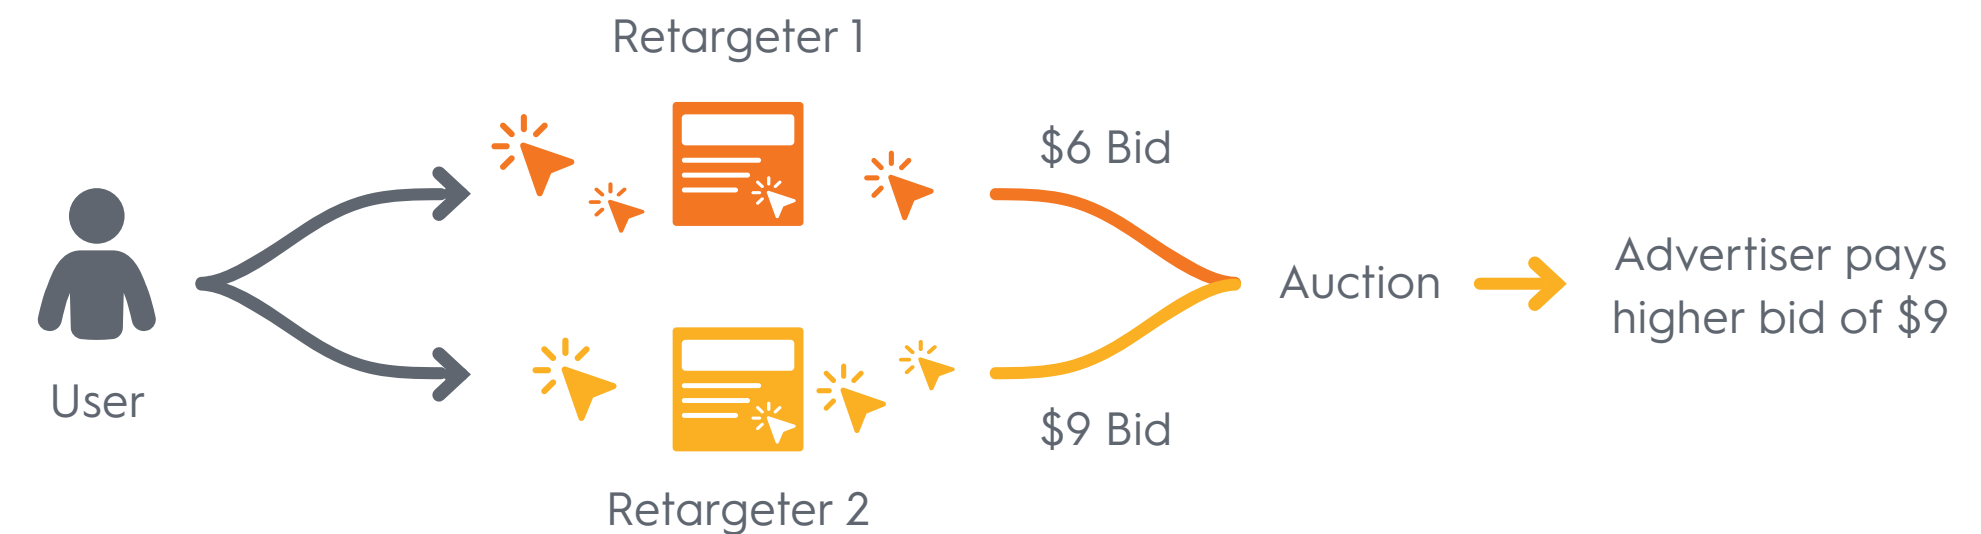 Retargeter 1
$6 Bid
User
Auction
Advertiser pays
higher bid of $9
$9 Bid
Retargeter 2